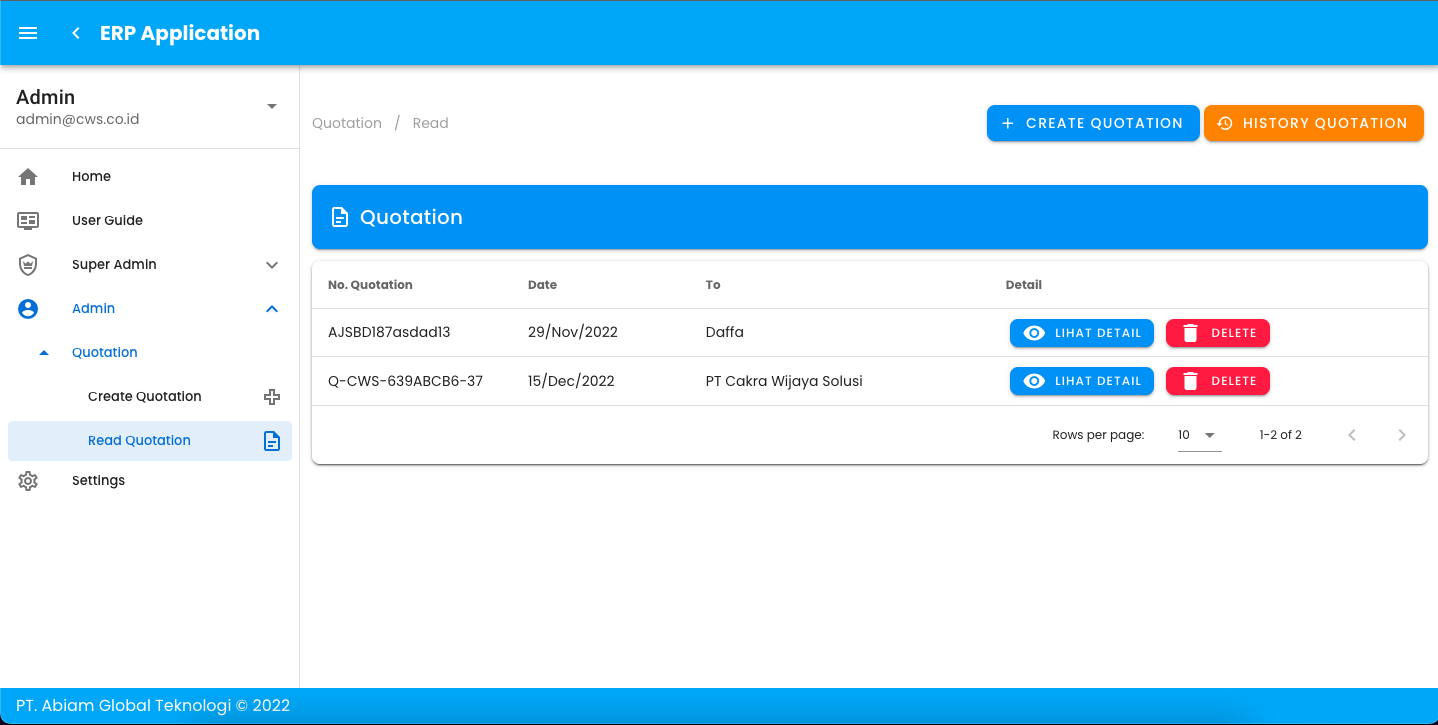 ERP Application
Admin
admin@cws.co.id
Home
User Guide
Super Admin
Admin
Quotation
Create Quotation
Read Quotation
Settings
Quotation / Read
CREATE QUOTATION
HISTORY QUOTATION
Quotation
No. Quotation Date To Detail
AJSBD187asdad13 29/Nov/2022 Daffa LIHAT DETAIL DELETE
Q-CWS-639ABCB6-37 15/Dec/2022 PT Cakra Wijaya Solusi LIHAT DETAIL DELETE
Rows per page: 10 1-2 of 2
PT. Abiam Global Teknologi © 2022